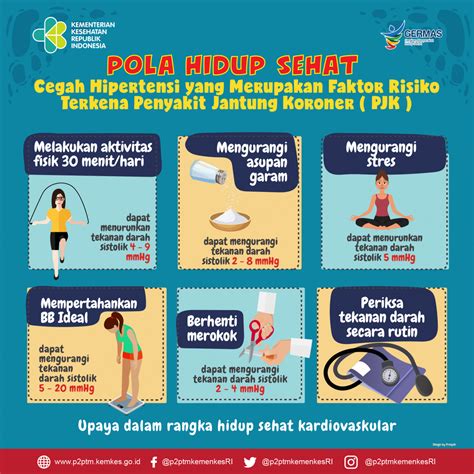 KEMENTERIAN
KESEHATAN
REPUBLIK
INDONESIA
GERMAS
POLA HIDUP SEHAT
Cegah Hipertensi yang Merupakan Faktor Risiko
Terkena Penyakit Jantung Koroner ( PJK )
Melakukan aktivitas
fisik 30 menit/hari
dapat
menurunkan
tekanan darah
sistolik 4 - 9
mmHg
Mengurangi
asupan
garam
dapat mengurangi
tekanan darah
sistolik 2 - 8 mmHg
Mengurangi
stres
dapat menurunkan
tekanan darah
sistolik 5 mmHg
Mempertahankan
BB Ideal
dapat
mengurangi
tekanan
darah sistolik
5 - 20 mmHg
Berhenti
merokok
dapat mengurangi
tekanan darah sistolik
2 - 4 mmHg
Periksa
tekanan darah
secara rutin
Upaya dalam rangka hidup sehat kardiovaskular
www.p2ptm.kemkes.go.id
@p2ptmkemenkesRI
@p2ptmkemenkesRI
@p2ptmkemenkesRI